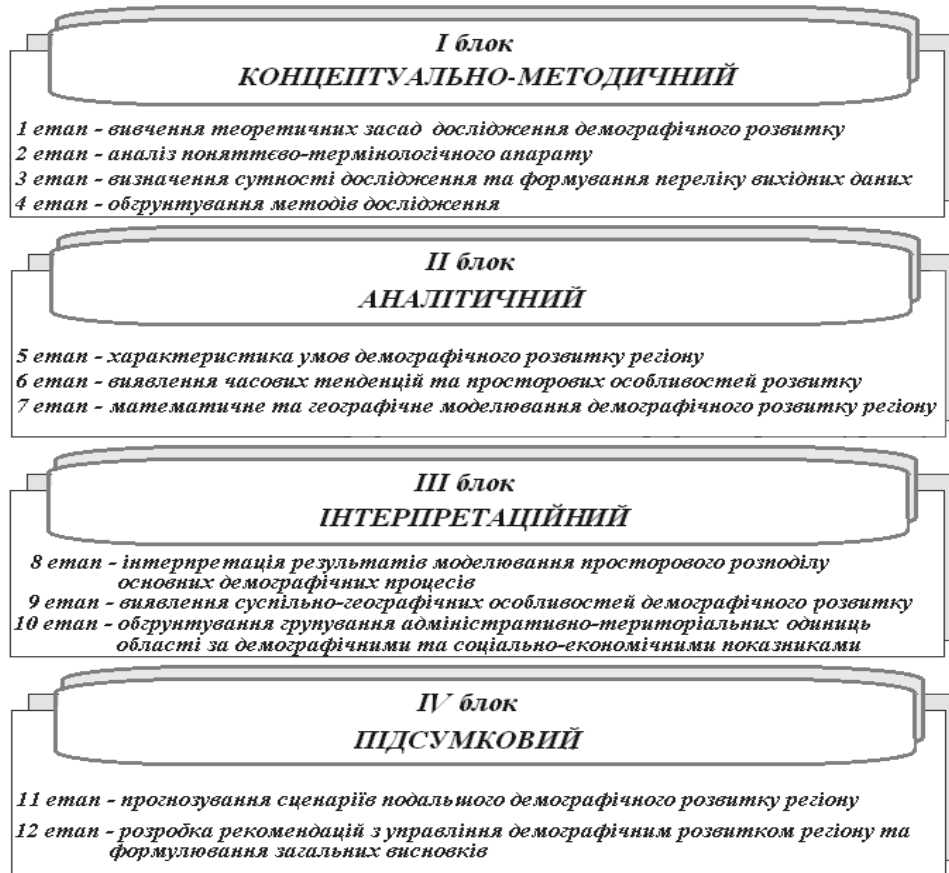 I блок
КОНЦЕПТУАЛЬНО-МЕТОДИЧНИЙ
1 етап - вивчення теоретичних засад дослідження демографічного розвитку
2 етап - аналіз поняттєво-термінологічного апарату
3 етап - визначення сутності дослідження та формування переліку вихідних даних
4 етап - обґрунтування методів дослідження
II блок
АНАЛІТИЧНИЙ
5 етап - характеристика умов демографічного розвитку регіону
6 етап - виявлення часових тенденцій та просторових особливостей розвитку
7 етап - математичне та географічне моделювання демографічного розвитку регіону
III блок
ІНТЕРПРЕТАЦІЙНИЙ
8 етап - інтерпретація результатів моделювання просторового розподілу
основних демографічних процесів
9 етап - виявлення суспільно-географічних особливостей демографічного розвитку
10 етап - обґрунтування групування адміністративно-територіальних одиниць
області за демографічними та соціально-економічними показниками
IV блок
ПІДСУМКОВИЙ
11 етап - прогнозування сценаріїв подальшого демографічного розвитку регіону
12 етап - розробка рекомендацій з управління демографічним розвитком регіону та
формулювання загальних висновків